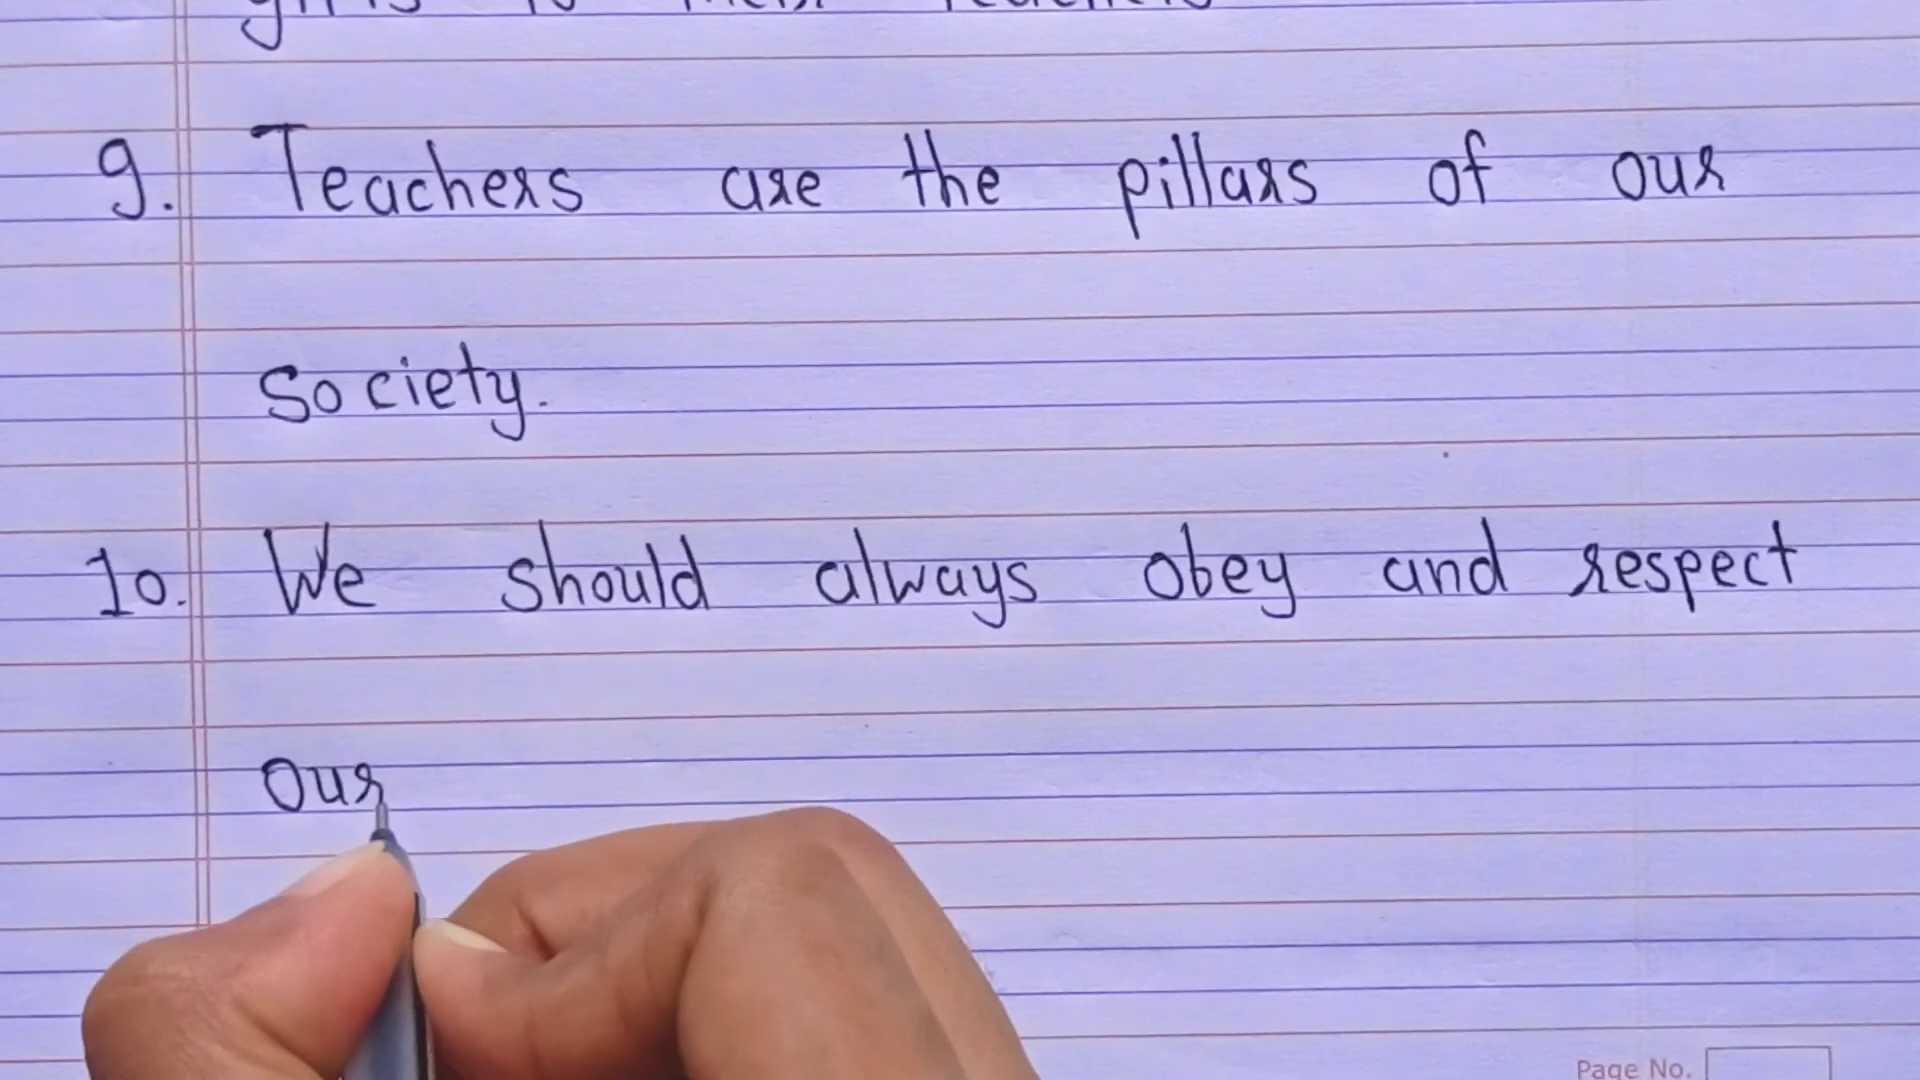 9. Teachers are the pillars of our
society.
10. We should always obey and respect
our
Page No.